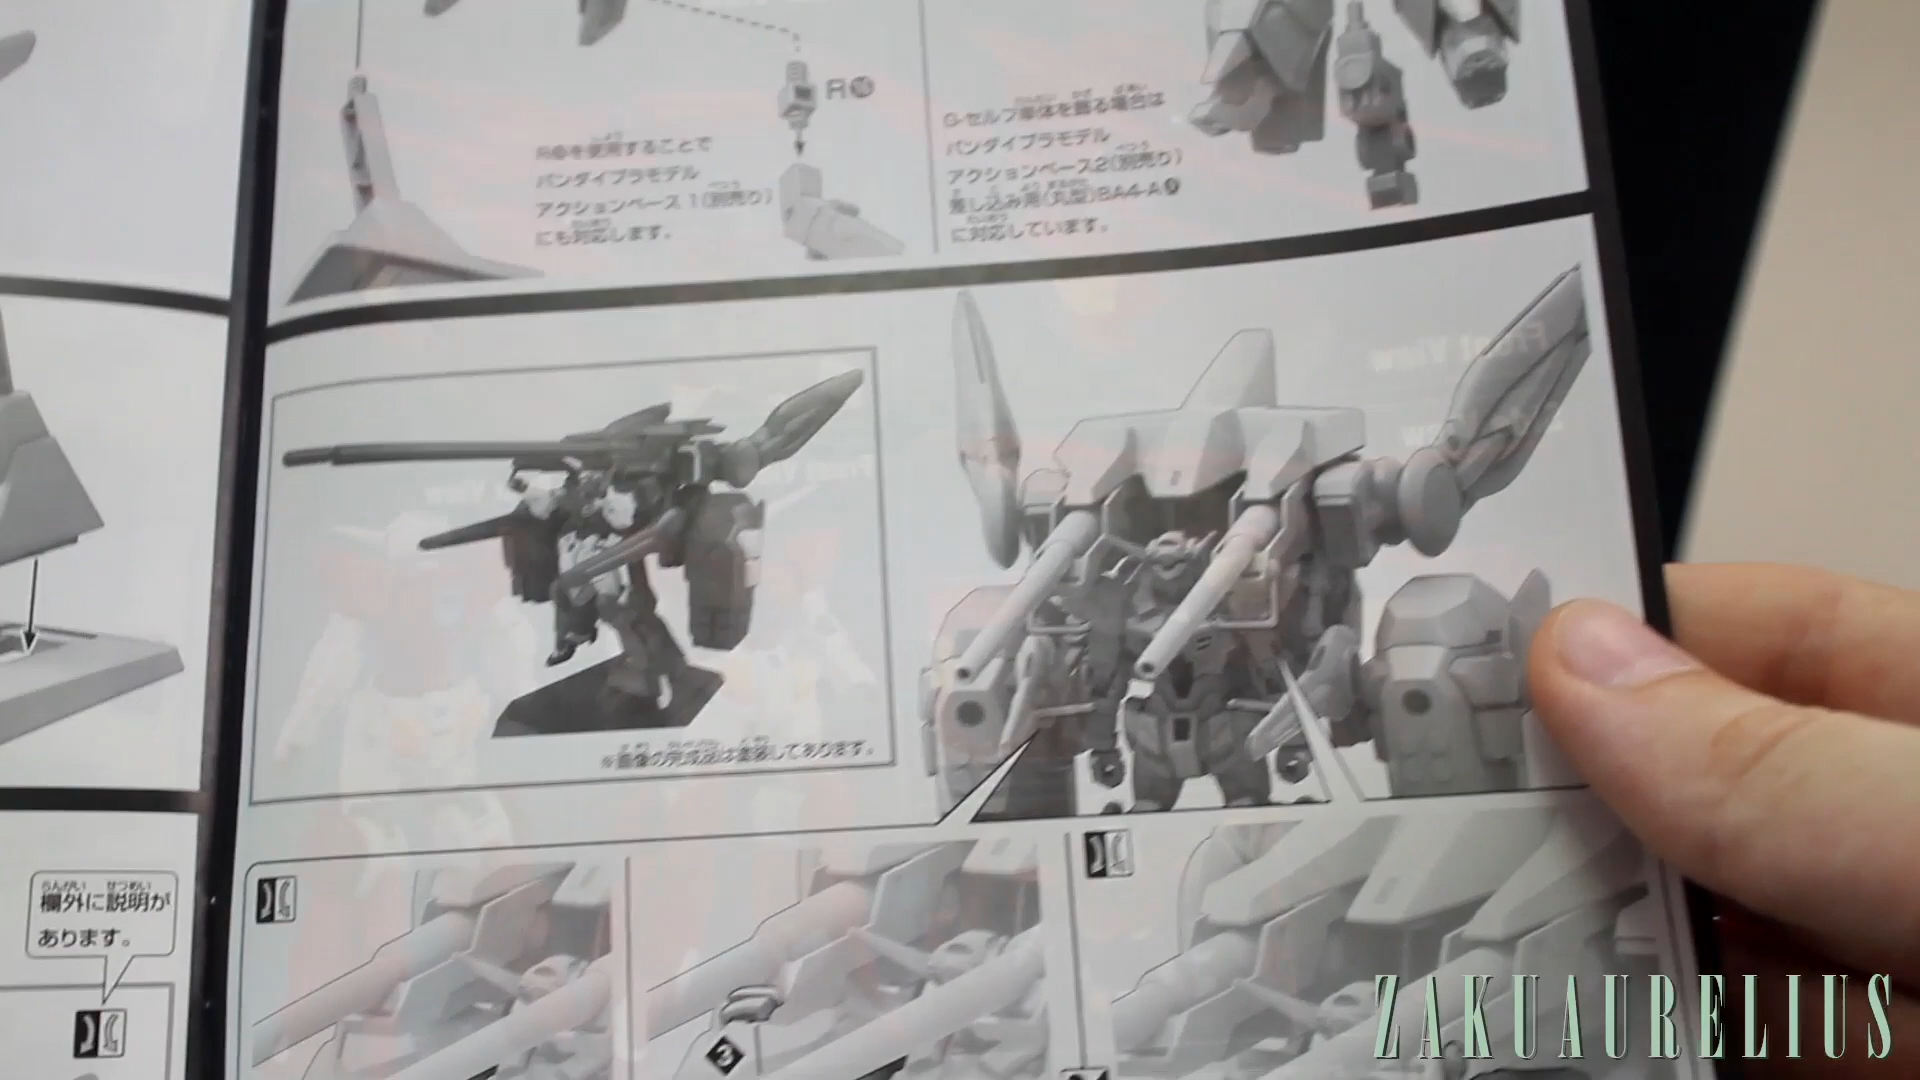 R⑯
R⑯を使用することで
バンダイプラモデル
アクションベース1(別売り)
にも対応します。
G-セルフ単体を飾る場合は
バンダイプラモデル
アクションベース2(別売り)
差し込み用(丸型)BA4-A⑨
に対応しています。
※画像の完成品は塗装してあります。
欄外に説明が
あります。
3
Front View
ZAKUAURELIUS